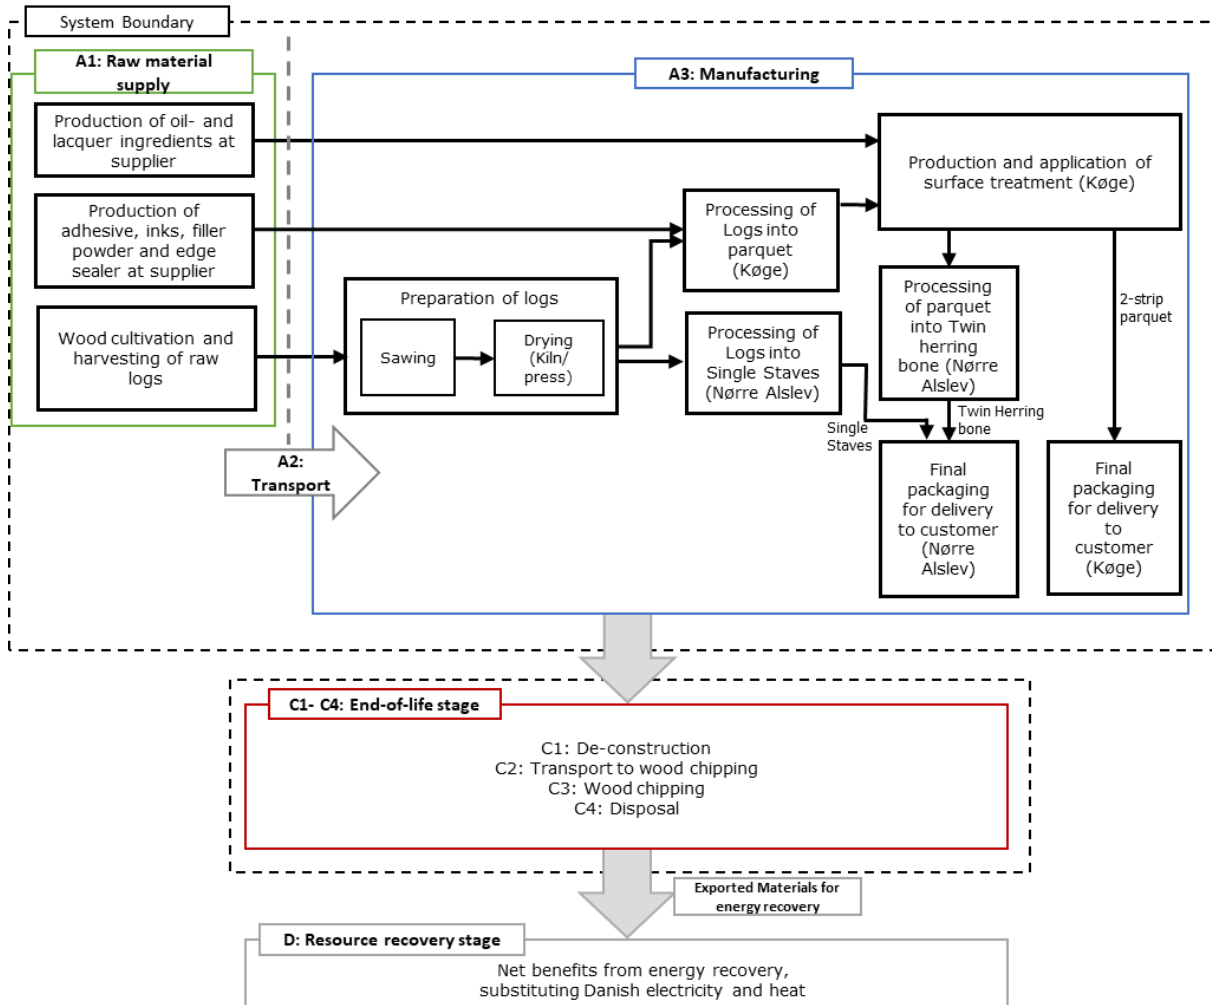 System Boundary
A1: Raw material
supply
A3: Manufacturing
Production of oil- and
lacquer ingredients at
supplier
Production and application of
surface treatment (Køge)
Production of
adhesive, inks, filler
powder and edge
sealer at supplier
Processing of
Logs into
parquet
(Køge)
Wood cultivation and
harvesting of raw
logs
Preparation of logs
Sawing
Drying
(Kiln/
press)
Processing of
Logs into
Single Staves
(Nørre Alslev)
Processing
of parquet
into Twin
herring
bone (Nørre
Alslev)
2-strip
parquet
Single
Staves
Twin Herring
bone
A2:
Transport
Final
packaging
for delivery
to customer
(Nørre
Alslev)
Final
packaging
for delivery
to
customer
(Køge)
C1- C4: End-of-life stage
C1: De-construction
C2: Transport to wood chipping
C3: Wood chipping
C4: Disposal
Exported Materials for
energy recovery
D: Resource recovery stage
Net benefits from energy recovery,
substituting Danish electricity and heat